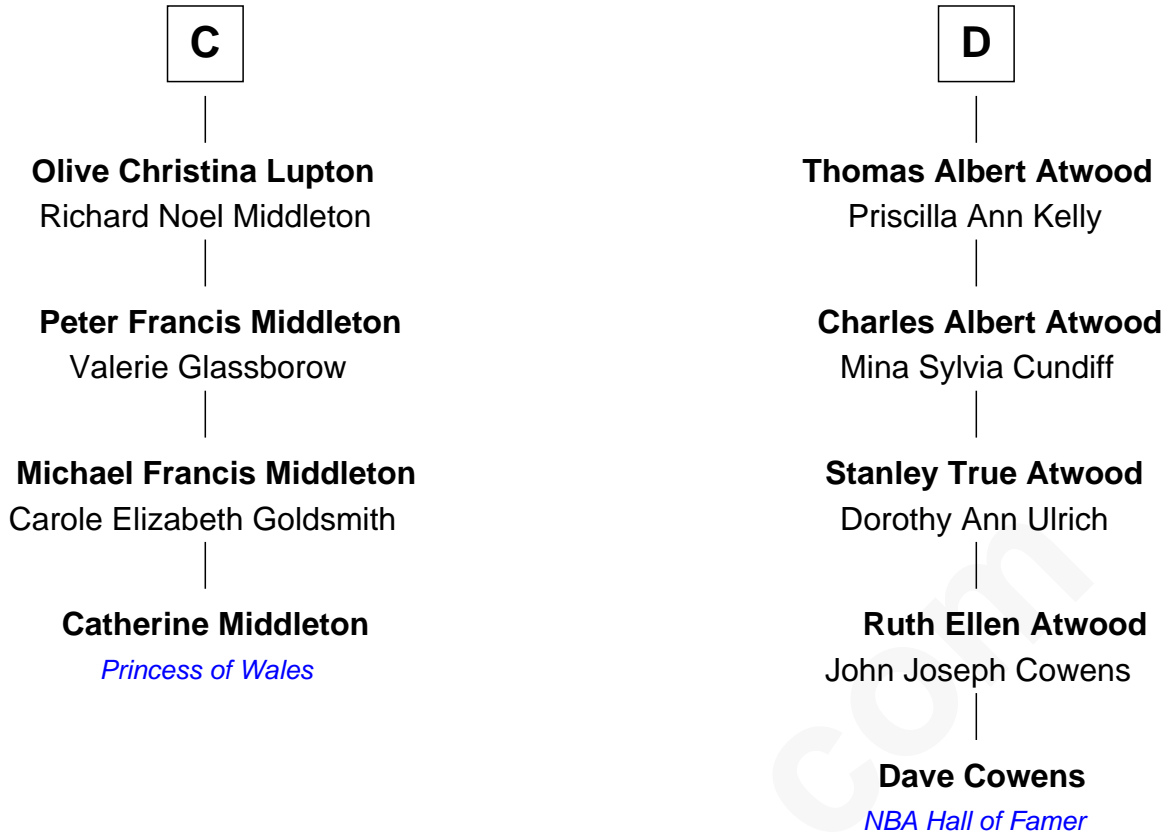 C
Olive Christina Lupton
Richard Noel Middleton
Peter Francis Middleton
Valerie Glassborow
Michael Francis Middleton
Carole Elizabeth Goldsmith
Catherine Middleton
Princess of Wales
D
Thomas Albert Atwood
Priscilla Ann Kelly
Charles Albert Atwood
Mina Sylvia Cundiff
Stanley True Atwood
Dorothy Ann Ulrich
Ruth Ellen Atwood
John Joseph Cowens
Dave Cowens
NBA Hall of Famer
com